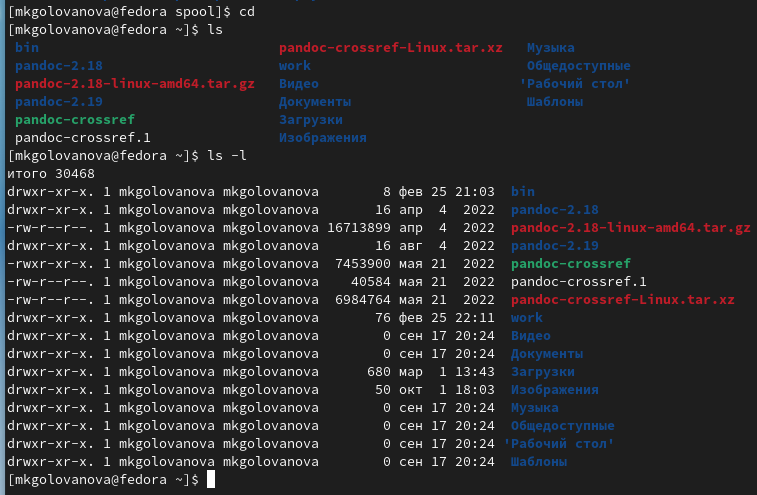 [mkgolovanova@fedora spool]$ cd
[mkgolovanova@fedora ~]$ ls
bin pandoc-crossref-Linux.tar.xz Музыка
pandoc-2.18 work Общедоступные
pandoc-2.18-linux-amd64.tar.gz Видео 'Рабочий стол'
pandoc-2.19 Документы Шаблоны
pandoc-crossref Загрузки
pandoc-crossref.1 Изображения
[mkgolovanova@fedora ~]$ ls -l
итого 30468
drwxr-xr-x. 1 mkgolovanova mkgolovanova 8 фев 25 21:03 bin
drwxr-xr-x. 1 mkgolovanova mkgolovanova 16 апр 4 2022 pandoc-2.18
-rw-r--r--. 1 mkgolovanova mkgolovanova 16713899 апр 4 2022 pandoc-2.18-linux-amd64.tar.gz
drwxr-xr-x. 1 mkgolovanova mkgolovanova 16 авг 4 2022 pandoc-2.19
-rwxr-xr-x. 1 mkgolovanova mkgolovanova 7453900 мая 21 2022 pandoc-crossref
-rw-r--r--. 1 mkgolovanova mkgolovanova 40584 мая 21 2022 pandoc-crossref.1
-rw-r--r--. 1 mkgolovanova mkgolovanova 6984764 мая 21 2022 pandoc-crossref-Linux.tar.xz
drwxr-xr-x. 1 mkgolovanova mkgolovanova 76 фев 25 22:11 work
drwxr-xr-x. 1 mkgolovanova mkgolovanova 0 сен 17 20:24 Видео
drwxr-xr-x. 1 mkgolovanova mkgolovanova 0 сен 17 20:24 Документы
drwxr-xr-x. 1 mkgolovanova mkgolovanova 680 мар 1 13:43 Загрузки
drwxr-xr-x. 1 mkgolovanova mkgolovanova 50 окт 1 18:03 Изображения
drwxr-xr-x. 1 mkgolovanova mkgolovanova 0 сен 17 20:24 Музыка
drwxr-xr-x. 1 mkgolovanova mkgolovanova 0 сен 17 20:24 Общедоступные
drwxr-xr-x. 1 mkgolovanova mkgolovanova 0 сен 17 20:24 'Рабочий стол'
drwxr-xr-x. 1 mkgolovanova mkgolovanova 0 сен 17 20:24 Шаблоны
[mkgolovanova@fedora ~]$